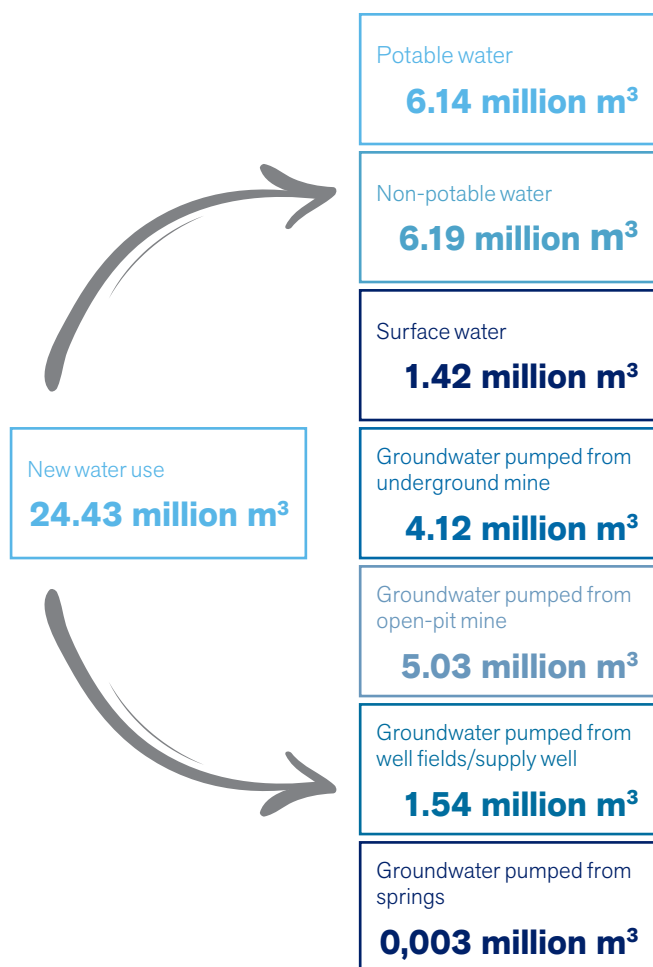 Potable water
6.14 million m³
Non-potable water
6.19 million m³
Surface water
1.42 million m³
New water use
24.43 million m³
Groundwater pumped from
underground mine
4.12 million m³
Groundwater pumped from
open-pit mine
5.03 million m³
Groundwater pumped from
well fields/supply well
1.54 million m³
Groundwater pumped from
springs
0,003 million m³